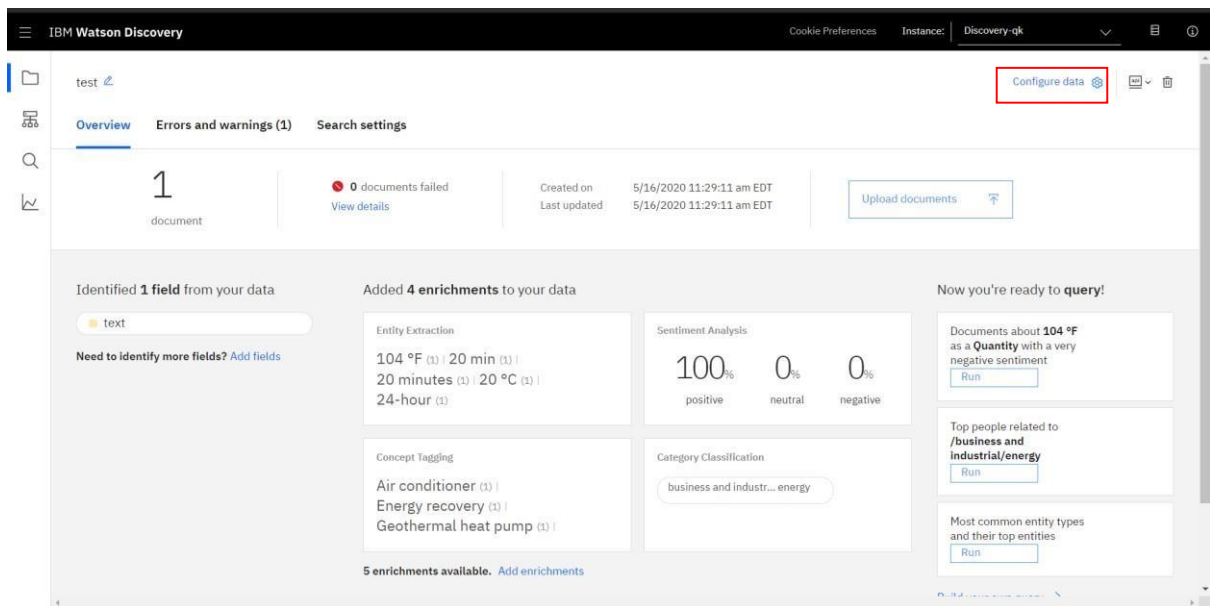 IBM Watson Discovery
Cookie Preferences
Instance:
Discovery-qk
test
Configure data
Overview
Errors and warnings (1)
Search settings
1
document
0 documents failed
View details
Created on 5/16/2020 11:29:11 am EDT
Last updated 5/16/2020 11:29:11 am EDT
Upload documents
Identified 1 field from your data
text
Need to identify more fields? Add fields
Added 4 enrichments to your data
Entity Extraction
104 °F (1) | 20 min (1) |
20 minutes (1) | 20 °C (1) |
24-hour (1)
Sentiment Analysis
100% 0% 0%
positive neutral negative
Concept Tagging
Air conditioner (1) |
Energy recovery (1) |
Geothermal heat pump (1) |
Category Classification
business and industr... energy
5 enrichments available. Add enrichments
Now you're ready to query!
Documents about 104 °F
as a Quantity with a very
negative sentiment
Run
Top people related to
/business and
industrial/energy
Run
Most common entity types
and their top entities
Run
Build your own query